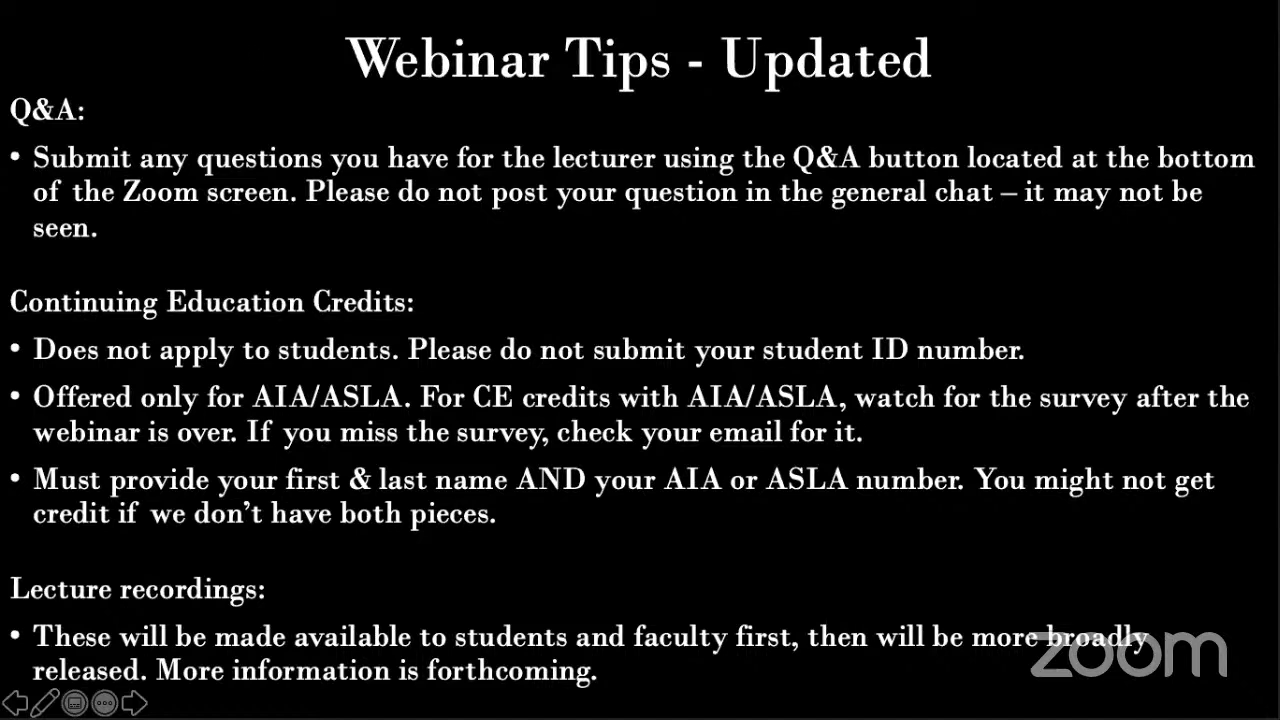 Webinar Tips - Updated
Q&A:
• Submit any questions you have for the lecturer using the Q&A button located at the bottom
of the Zoom screen. Please do not post your question in the general chat – it may not be
seen.
Continuing Education Credits:
• Does not apply to students. Please do not submit your student ID number.
• Offered only for AIA/ASLA. For CE credits with AIA/ASLA, watch for the survey after the
webinar is over. If you miss the survey, check your email for it.
• Must provide your first & last name AND your AIA or ASLA number. You might not get
credit if we don’t have both pieces.
Lecture recordings:
• These will be made available to students and faculty first, then will be more broadly
released. More information is forthcoming.
zoom